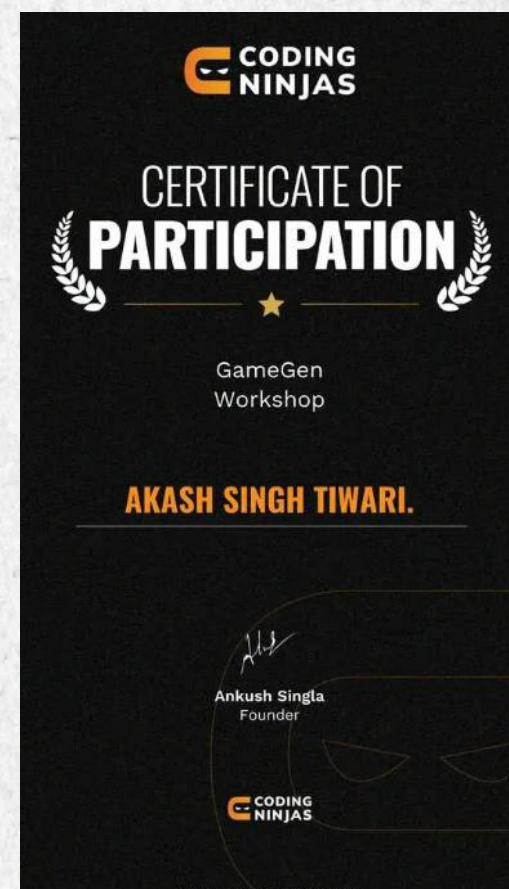 CODING
NINJAS
CERTIFICATE OF
PARTICIPATION
GameGen
Workshop
AKASH SINGH TIWARI.
Ankush Singla
Founder
CODING
NINJAS